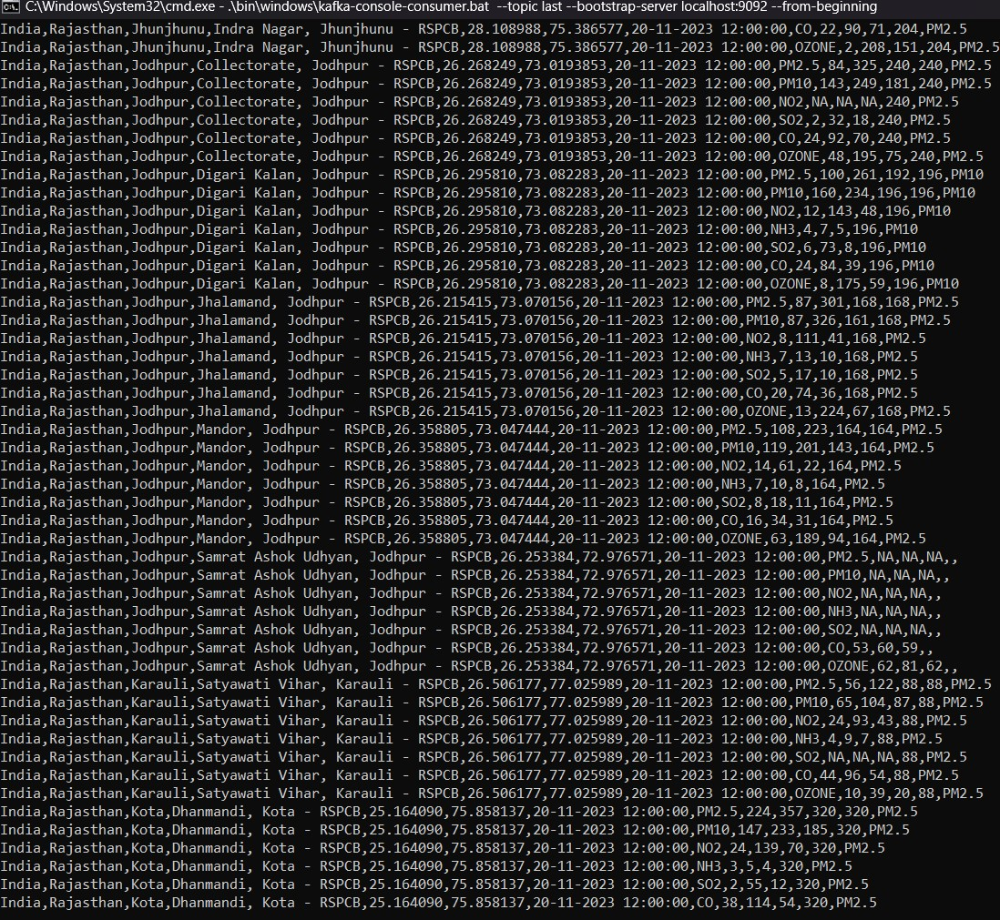 C:\Windows\System32\cmd.exe - .\bin\windows\kafka-console-consumer.bat --topic last --bootstrap-server localhost:9092 --from-beginning
India,Rajasthan,Jhunjhunu,Indra Nagar, Jhunjhunu - RSPCB,28.108988,75.386577,20-11-2023 12:00:00,CO,22,90,71,204,PM2.5
India,Rajasthan,Jhunjhunu,Indra Nagar, Jhunjhunu - RSPCB,28.108988,75.386577,20-11-2023 12:00:00,OZONE,2,208,151,204,PM2.5
India,Rajasthan,Jodhpur,Collectorate, Jodhpur - RSPCB,26.268249,73.0193853,20-11-2023 12:00:00,PM2.5,84,325,240,240,PM2.5
India,Rajasthan,Jodhpur,Collectorate, Jodhpur - RSPCB,26.268249,73.0193853,20-11-2023 12:00:00,PM10,143,249,181,240,PM2.5
India,Rajasthan,Jodhpur,Collectorate, Jodhpur - RSPCB,26.268249,73.0193853,20-11-2023 12:00:00,NO2,NA,NA,NA,240,PM2.5
India,Rajasthan,Jodhpur,Collectorate, Jodhpur - RSPCB,26.268249,73.0193853,20-11-2023 12:00:00,SO2,2,32,18,240,PM2.5
India,Rajasthan,Jodhpur,Collectorate, Jodhpur - RSPCB,26.268249,73.0193853,20-11-2023 12:00:00,CO,24,92,70,240,PM2.5
India,Rajasthan,Jodhpur,Collectorate, Jodhpur - RSPCB,26.268249,73.0193853,20-11-2023 12:00:00,OZONE,48,195,75,240,PM2.5
India,Rajasthan,Jodhpur,Digari Kalan, Jodhpur - RSPCB,26.295810,73.082283,20-11-2023 12:00:00,PM2.5,100,261,192,196,PM10
India,Rajasthan,Jodhpur,Digari Kalan, Jodhpur - RSPCB,26.295810,73.082283,20-11-2023 12:00:00,PM10,160,234,196,196,PM10
India,Rajasthan,Jodhpur,Digari Kalan, Jodhpur - RSPCB,26.295810,73.082283,20-11-2023 12:00:00,NO2,12,143,48,196,PM10
India,Rajasthan,Jodhpur,Digari Kalan, Jodhpur - RSPCB,26.295810,73.082283,20-11-2023 12:00:00,NH3,4,7,5,196,PM10
India,Rajasthan,Jodhpur,Digari Kalan, Jodhpur - RSPCB,26.295810,73.082283,20-11-2023 12:00:00,SO2,6,73,8,196,PM10
India,Rajasthan,Jodhpur,Digari Kalan, Jodhpur - RSPCB,26.295810,73.082283,20-11-2023 12:00:00,CO,24,84,39,196,PM10
India,Rajasthan,Jodhpur,Digari Kalan, Jodhpur - RSPCB,26.295810,73.082283,20-11-2023 12:00:00,OZONE,8,175,59,196,PM10
India,Rajasthan,Jodhpur,Jhalamand, Jodhpur - RSPCB,26.215415,73.070156,20-11-2023 12:00:00,PM2.5,87,301,168,168,PM2.5
India,Rajasthan,Jodhpur,Jhalamand, Jodhpur - RSPCB,26.215415,73.070156,20-11-2023 12:00:00,PM10,87,326,161,168,PM2.5
India,Rajasthan,Jodhpur,Jhalamand, Jodhpur - RSPCB,26.215415,73.070156,20-11-2023 12:00:00,NO2,8,111,41,168,PM2.5
India,Rajasthan,Jodhpur,Jhalamand, Jodhpur - RSPCB,26.215415,73.070156,20-11-2023 12:00:00,NH3,7,13,10,168,PM2.5
India,Rajasthan,Jodhpur,Jhalamand, Jodhpur - RSPCB,26.215415,73.070156,20-11-2023 12:00:00,SO2,5,17,10,168,PM2.5
India,Rajasthan,Jodhpur,Jhalamand, Jodhpur - RSPCB,26.215415,73.070156,20-11-2023 12:00:00,CO,20,74,36,168,PM2.5
India,Rajasthan,Jodhpur,Jhalamand, Jodhpur - RSPCB,26.215415,73.070156,20-11-2023 12:00:00,OZONE,13,224,67,168,PM2.5
India,Rajasthan,Jodhpur,Mandor, Jodhpur - RSPCB,26.358805,73.047444,20-11-2023 12:00:00,PM2.5,108,223,164,164,PM2.5
India,Rajasthan,Jodhpur,Mandor, Jodhpur - RSPCB,26.358805,73.047444,20-11-2023 12:00:00,PM10,119,201,143,164,PM2.5
India,Rajasthan,Jodhpur,Mandor, Jodhpur - RSPCB,26.358805,73.047444,20-11-2023 12:00:00,NO2,14,61,22,164,PM2.5
India,Rajasthan,Jodhpur,Mandor, Jodhpur - RSPCB,26.358805,73.047444,20-11-2023 12:00:00,NH3,7,10,8,164,PM2.5
India,Rajasthan,Jodhpur,Mandor, Jodhpur - RSPCB,26.358805,73.047444,20-11-2023 12:00:00,SO2,8,18,11,164,PM2.5
India,Rajasthan,Jodhpur,Mandor, Jodhpur - RSPCB,26.358805,73.047444,20-11-2023 12:00:00,CO,16,34,31,164,PM2.5
India,Rajasthan,Jodhpur,Mandor, Jodhpur - RSPCB,26.358805,73.047444,20-11-2023 12:00:00,OZONE,63,189,94,164,PM2.5
India,Rajasthan,Jodhpur,Samrat Ashok Udhyan, Jodhpur - RSPCB,26.253384,72.976571,20-11-2023 12:00:00,PM2.5,NA,NA,NA,,
India,Rajasthan,Jodhpur,Samrat Ashok Udhyan, Jodhpur - RSPCB,26.253384,72.976571,20-11-2023 12:00:00,PM10,NA,NA,NA,,
India,Rajasthan,Jodhpur,Samrat Ashok Udhyan, Jodhpur - RSPCB,26.253384,72.976571,20-11-2023 12:00:00,NO2,NA,NA,NA,,
India,Rajasthan,Jodhpur,Samrat Ashok Udhyan, Jodhpur - RSPCB,26.253384,72.976571,20-11-2023 12:00:00,NH3,NA,NA,NA,,
India,Rajasthan,Jodhpur,Samrat Ashok Udhyan, Jodhpur - RSPCB,26.253384,72.976571,20-11-2023 12:00:00,SO2,NA,NA,NA,,
India,Rajasthan,Jodhpur,Samrat Ashok Udhyan, Jodhpur - RSPCB,26.253384,72.976571,20-11-2023 12:00:00,CO,53,60,59,,
India,Rajasthan,Jodhpur,Samrat Ashok Udhyan, Jodhpur - RSPCB,26.253384,72.976571,20-11-2023 12:00:00,OZONE,62,81,62,,
India,Rajasthan,Karauli,Satyawati Vihar, Karauli - RSPCB,26.506177,77.025989,20-11-2023 12:00:00,PM2.5,56,122,88,88,PM2.5
India,Rajasthan,Karauli,Satyawati Vihar, Karauli - RSPCB,26.506177,77.025989,20-11-2023 12:00:00,PM10,65,104,87,88,PM2.5
India,Rajasthan,Karauli,Satyawati Vihar, Karauli - RSPCB,26.506177,77.025989,20-11-2023 12:00:00,NO2,24,93,43,88,PM2.5
India,Rajasthan,Karauli,Satyawati Vihar, Karauli - RSPCB,26.506177,77.025989,20-11-2023 12:00:00,NH3,4,9,7,88,PM2.5
India,Rajasthan,Karauli,Satyawati Vihar, Karauli - RSPCB,26.506177,77.025989,20-11-2023 12:00:00,SO2,NA,NA,NA,88,PM2.5
India,Rajasthan,Karauli,Satyawati Vihar, Karauli - RSPCB,26.506177,77.025989,20-11-2023 12:00:00,CO,44,96,54,88,PM2.5
India,Rajasthan,Karauli,Satyawati Vihar, Karauli - RSPCB,26.506177,77.025989,20-11-2023 12:00:00,OZONE,10,39,20,88,PM2.5
India,Rajasthan,Kota,Dhanmandi, Kota - RSPCB,25.164090,75.858137,20-11-2023 12:00:00,PM2.5,224,357,320,320,PM2.5
India,Rajasthan,Kota,Dhanmandi, Kota - RSPCB,25.164090,75.858137,20-11-2023 12:00:00,PM10,147,233,185,320,PM2.5
India,Rajasthan,Kota,Dhanmandi, Kota - RSPCB,25.164090,75.858137,20-11-2023 12:00:00,NO2,24,139,70,320,PM2.5
India,Rajasthan,Kota,Dhanmandi, Kota - RSPCB,25.164090,75.858137,20-11-2023 12:00:00,NH3,3,5,4,320,PM2.5
India,Rajasthan,Kota,Dhanmandi, Kota - RSPCB,25.164090,75.858137,20-11-2023 12:00:00,SO2,2,55,12,320,PM2.5
India,Rajasthan,Kota,Dhanmandi, Kota - RSPCB,25.164090,75.858137,20-11-2023 12:00:00,CO,38,114,54,320,PM2.5